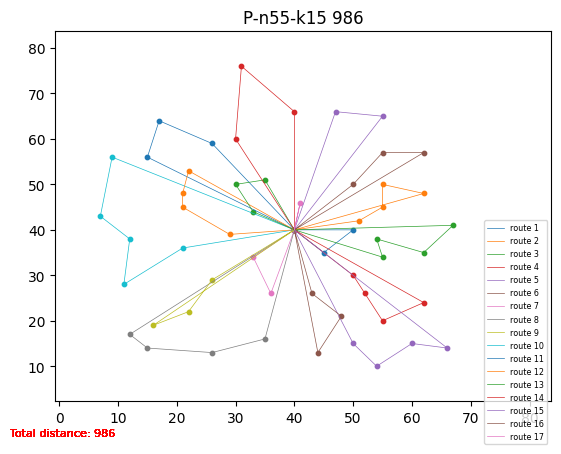 P-n55-k15 986
80
70
60
50
40
30
20
10
0 10 20 30 40 50 60 70 80
route 1
route 2
route 3
route 4
route 5
route 6
route 7
route 8
route 9
route 10
route 11
route 12
route 13
route 14
route 15
route 16
route 17
Total distance: 986